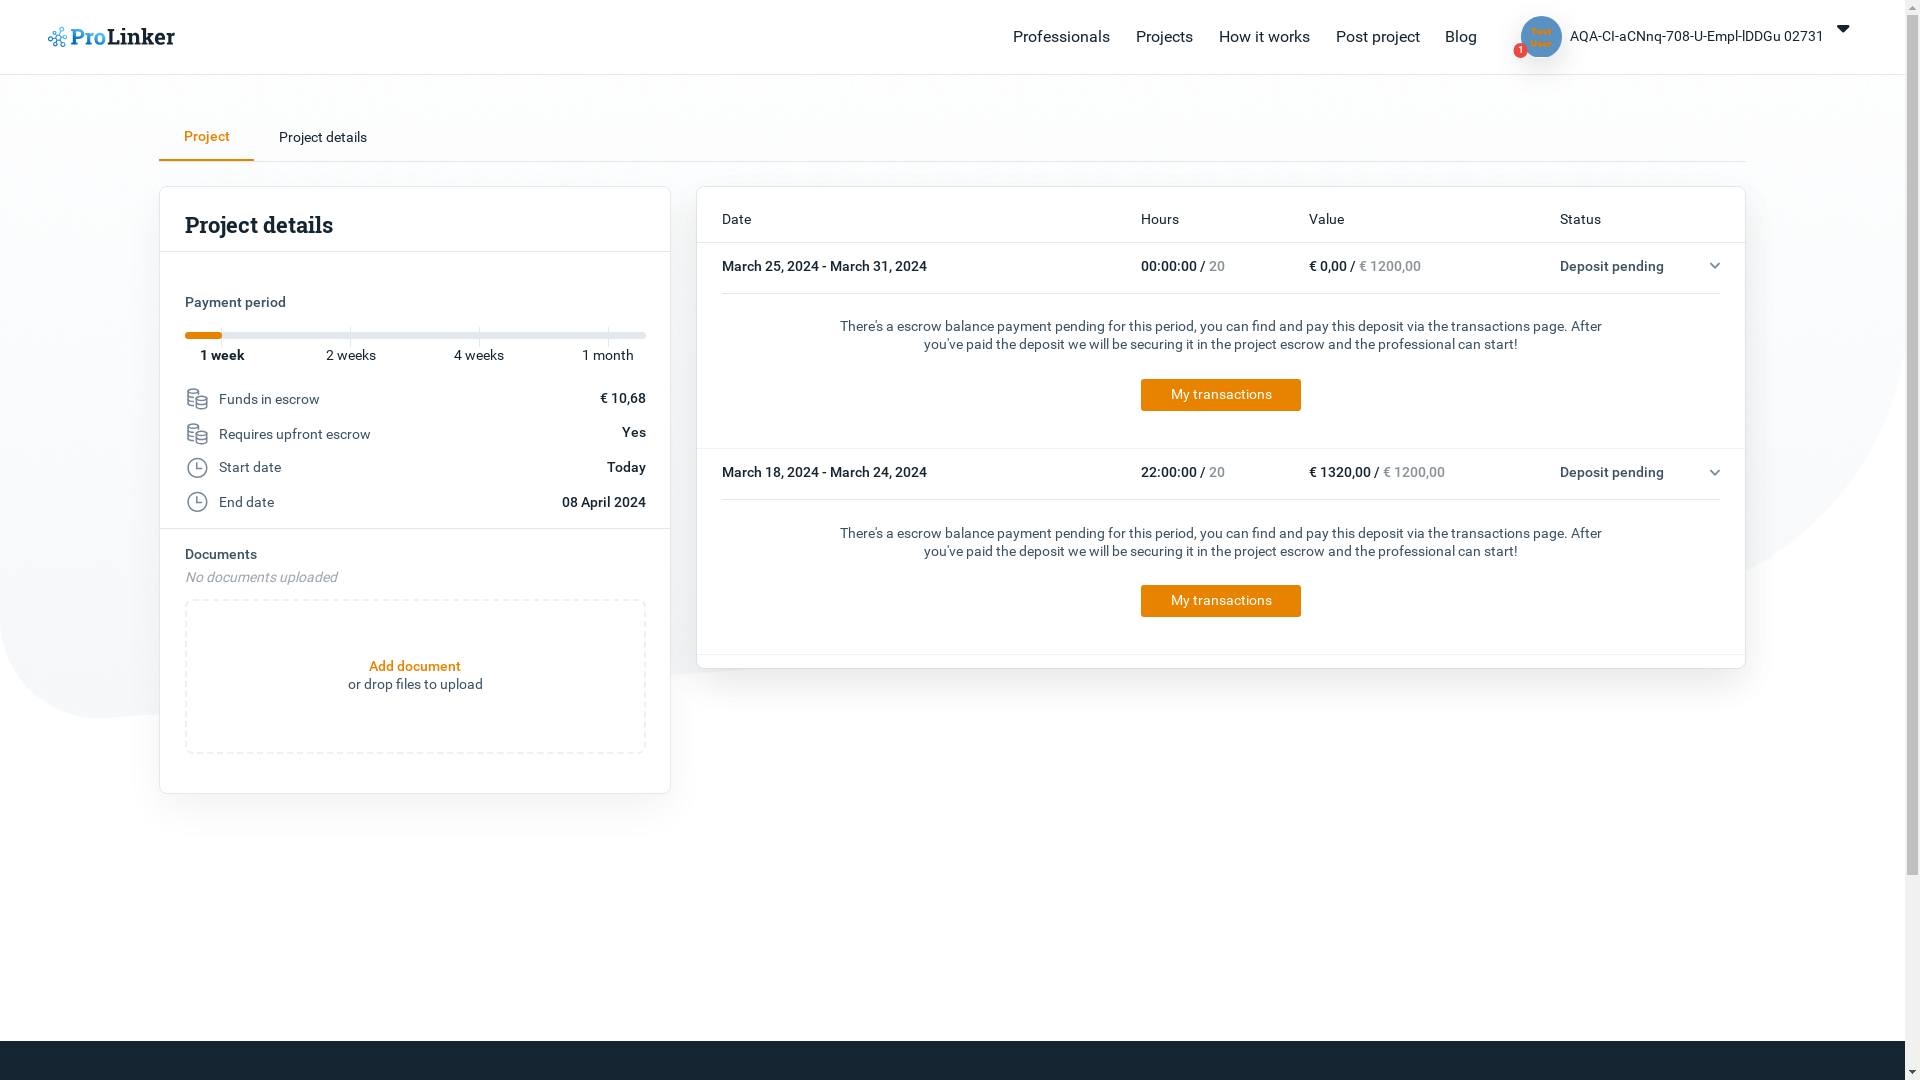 ProLinker
Professionals
Projects
How it works
Post project
Blog
1
AQA-CI-aCNnq-708-U-Empl-lDDGu 02731
Project
Project details
Project details
Payment period
1 week
2 weeks
4 weeks
1 month
Funds in escrow
€ 10,68
Requires upfront escrow
Yes
Start date
Today
End date
08 April 2024
Documents
No documents uploaded
Add document
or drop files to upload
Date Hours Value Status
March 25, 2024 - March 31, 2024 00:00:00 / 20 € 0,00 / € 1200,00 Deposit pending
There's a escrow balance payment pending for this period, you can find and pay this deposit via the transactions page. After
you've paid the deposit we will be securing it in the project escrow and the professional can start!
My transactions
March 18, 2024 - March 24, 2024 22:00:00 / 20 € 1320,00 / € 1200,00 Deposit pending
There's a escrow balance payment pending for this period, you can find and pay this deposit via the transactions page. After
you've paid the deposit we will be securing it in the project escrow and the professional can start!
My transactions